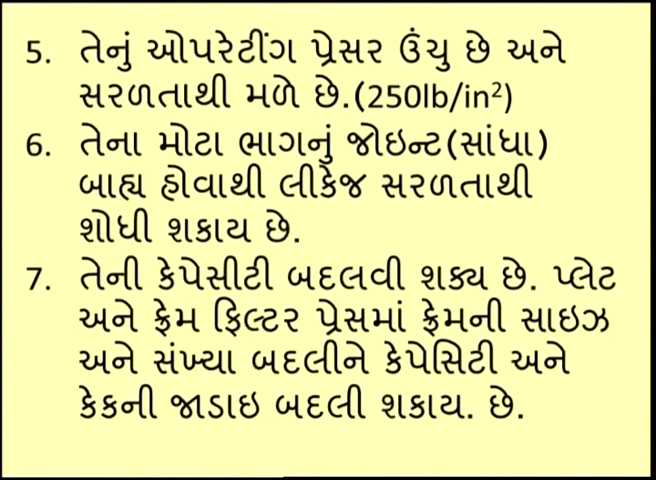 5. તેનું ઓપરેટીંગ પ્રેસર ઉંચુ છે અને
સરળતાથી મળે છે.(250lb/in²)
6. તેના મોટા ભાગનું જોઇન્ટ(સાંધા)
બાહ્ય હોવાથી લીકેજ સરળતાથી
શોધી શકાય છે.
7. તેની કેપેસીટી બદલવી શક્ય છે. પ્લેટ
અને ફ્રેમ ફિલ્ટર પ્રેસમાં ફ્રેમની સાઇઝ
અને સંખ્યા બદલીને કેપેસિટી અને
કેકની જાડાઇ બદલી શકાય. છે.